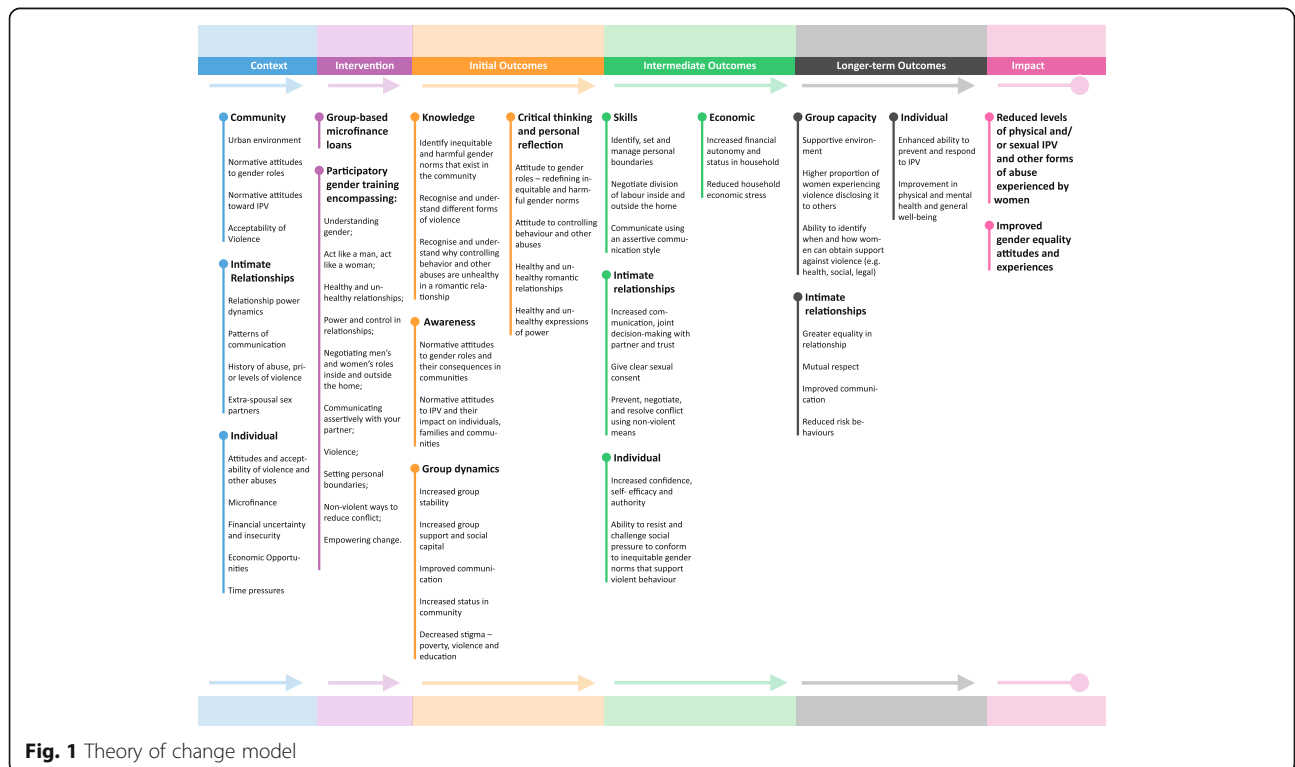 Context
Intervention
Initial Outcomes
Intermediate Outcomes
Longer-term Outcomes
Impact
Community
Urban environment
Normative attitudes
to gender roles
Normative attitudes
toward IPV
Acceptability of
Violence
Intimate
Relationships
Relationship power
dynamics
Patterns of
communication
History of abuse, pri-
or levels of violence
Extra-spousal sex
partners
Individual
Attitudes and accept-
ability of violence and
other abuses
Microfinance
Financial uncertainty
and insecurity
Economic Opportu-
nities
Time pressures
Group-based
microfinance
loans
Participatory
gender training
encompassing:
Understanding
gender;
Act like a man, act
like a woman;
Healthy and un-
healthy relationships;
Power and control in
relationships;
Negotiating men's
and women's roles
inside and outside
the home;
Communicating
assertively with your
partner;
Violence;
Setting personal
boundaries;
Non-violent ways to
reduce conflict;
Empowering change.
Knowledge
Identify inequitable
and harmful gender
norms that exist in
the community
Recognise and under-
stand different forms
of violence
Recognise and under-
stand why controlling
behavior and other
abuses are unhealthy
in a romantic rela-
tionship
Awareness
Normative attitudes
to gender roles and
their consequences in
communities
Normative attitudes
to IPV and their
impact on individuals,
families and commu-
nities
Group dynamics
Increased group
stability
Increased group
support and social
capital
Improved communi-
cation
Increased status in
community
Decreased stigma –
poverty, violence and
education
Critical thinking
and personal
reflection
Attitude to gender
roles – redefining in-
equitable and harm-
ful gender norms
Attitude to controlling
behaviour and other
abuses
Healthy and un-
healthy romantic
relationships
Healthy and un-
healthy expressions
of power
Skills
Identify, set and
manage personal
boundaries
Negotiate division
of labour inside and
outside the home
Communicate using
an assertive commu-
nication style
Intimate
relationships
Increased com-
munication, joint
decision-making with
partner and trust
Give clear sexual
consent
Prevent, negotiate,
and resolve conflict
using non-violent
means
Individual
Increased confidence,
self- efficacy and
authority
Ability to resist and
challenge social
pressure to conform
to inequitable gender
norms that support
violent behaviour
Economic
Increased financial
autonomy and
status in household
Reduced household
economic stress
Group capacity
Supportive environ-
ment
Higher proportion of
women experiencing
violence disclosing it
to others
Ability to identify
when and how wom-
en can obtain support
against violence (e.g.
health, social, legal)
Intimate
relationships
Greater equality in
relationship
Mutual respect
Improved communi-
cation
Reduced risk be-
haviours
Individual
Enhanced ability to
prevent and respond
to IPV
Improvement in
physical and mental
health and general
well-being
Reduced levels
of physical and/
or sexual IPV
and other forms
of abuse
experienced by
women
Improved
gender equality
attitudes and
experiences
Fig. 1 Theory of change model